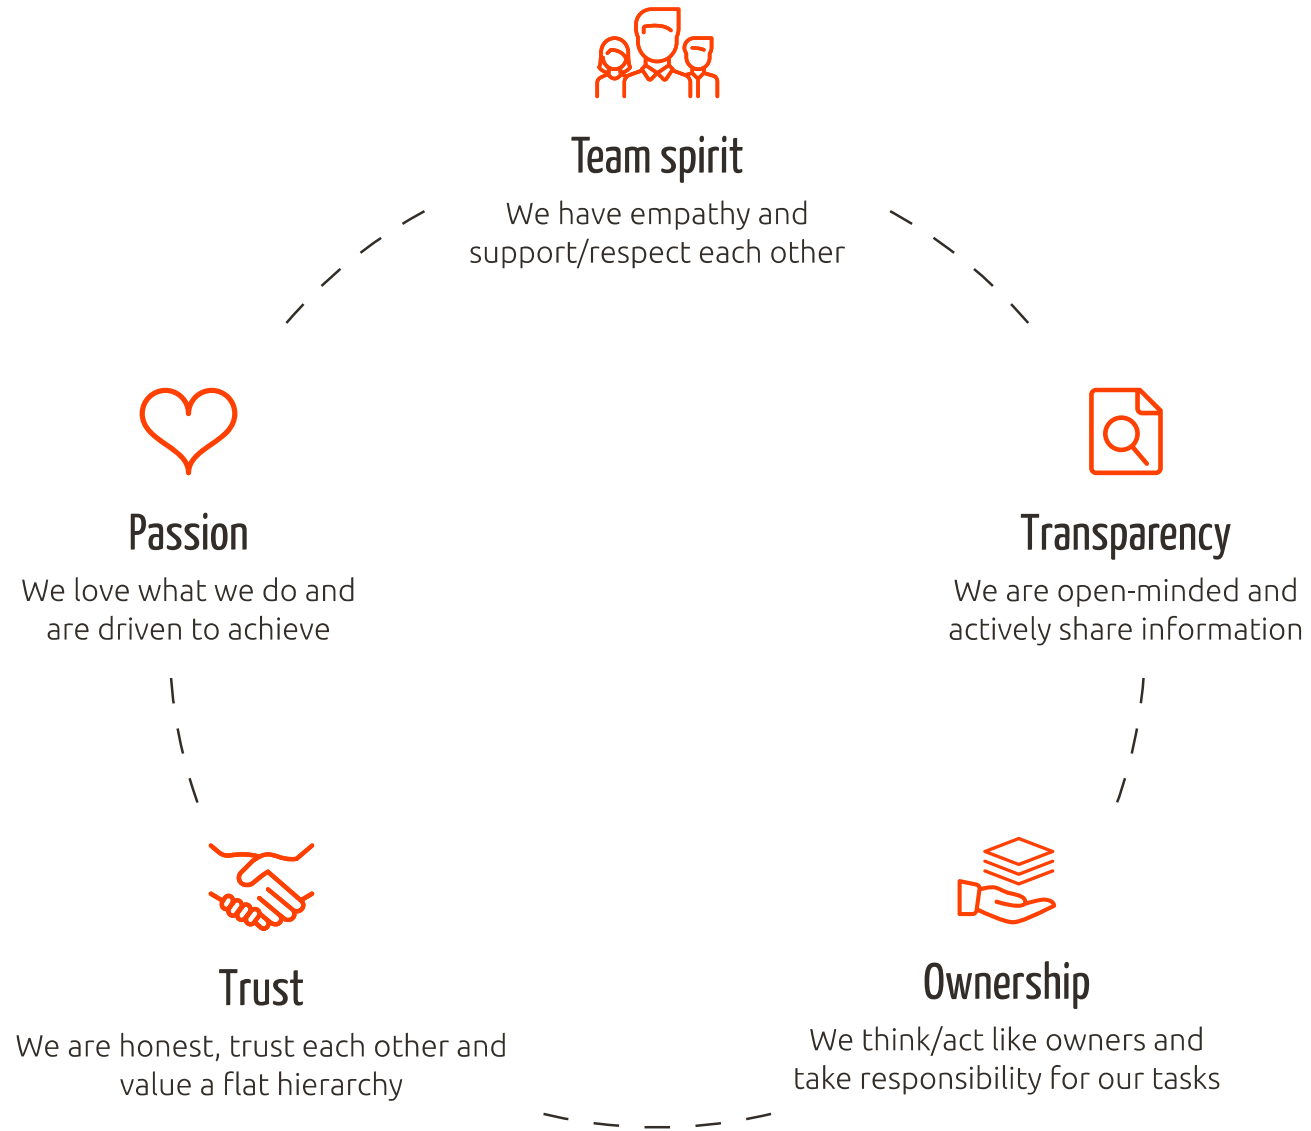 Team spirit
We have empathy and
support/respect each other
Passion
We love what we do and
are driven to achieve
Transparency
We are open-minded and
actively share information
Trust
We are honest, trust each other and
value a flat hierarchy
Ownership
We think/act like owners and
take responsibility for our tasks